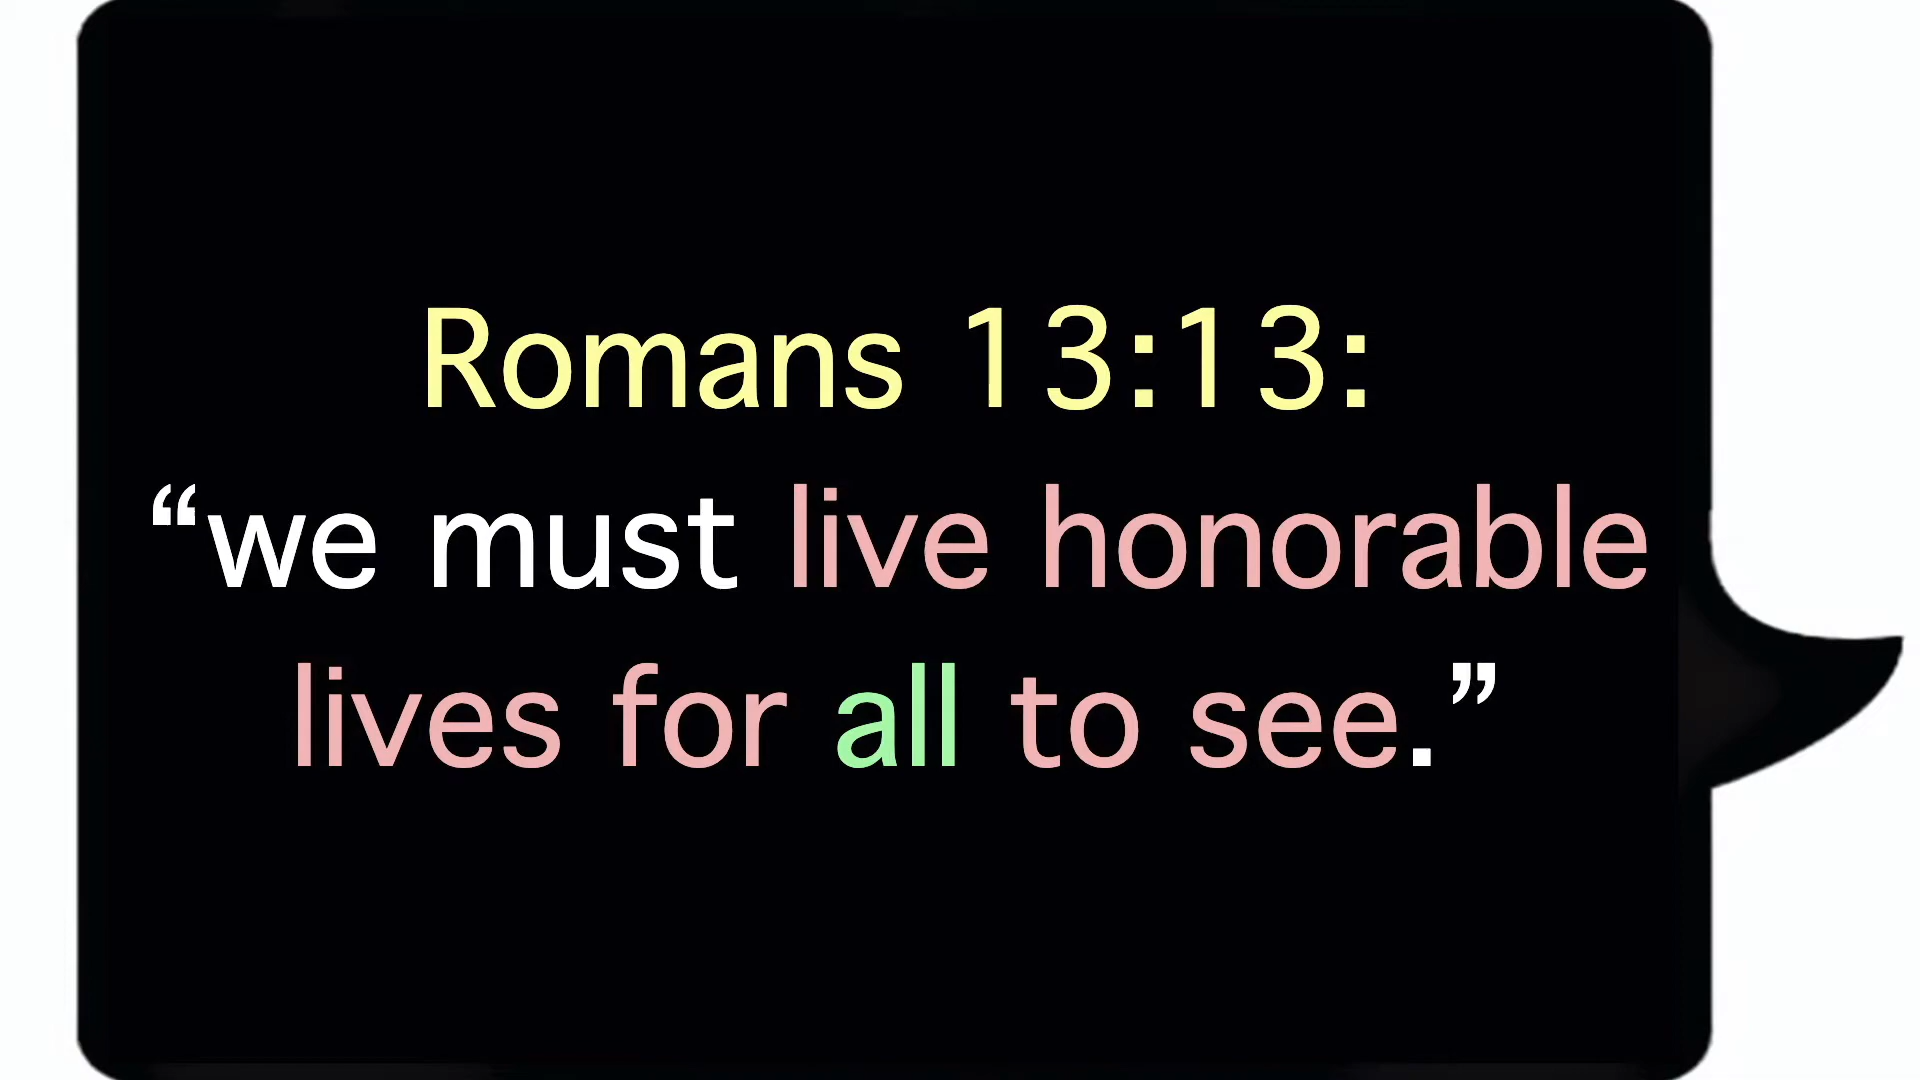 Romans 13:13:
“we must live honorable
lives for all to see.”